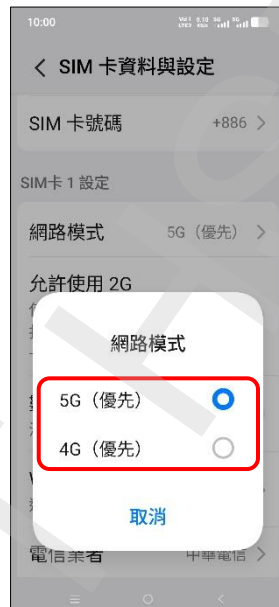 10:00
SIM 卡資料與設定
SIM 卡號碼 +886
SIM卡 1 設定
網路模式 5G（優先）
允許使用 2G
網路模式
5G（優先）
4G（優先）
取消
電信業者 中華電信